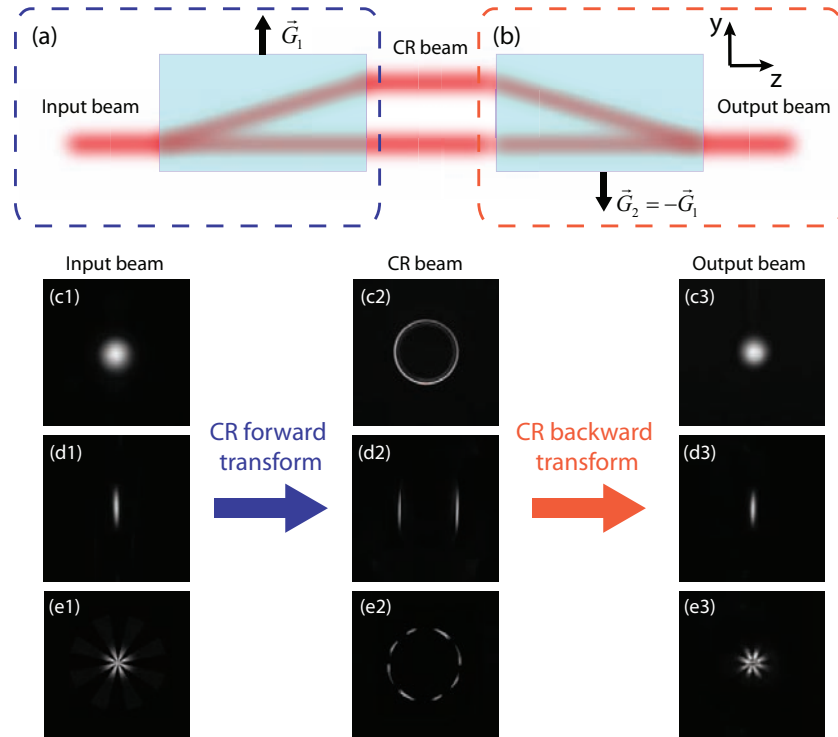 (a)
G⃗₁
CR beam
(b)
y
z
Input beam
Output beam
G⃗₂ = −G⃗₁
Input beam
CR beam
Output beam
(c1)
(c2)
(c3)
CR forward
transform
CR backward
transform
(d1)
(d2)
(d3)
(e1)
(e2)
(e3)